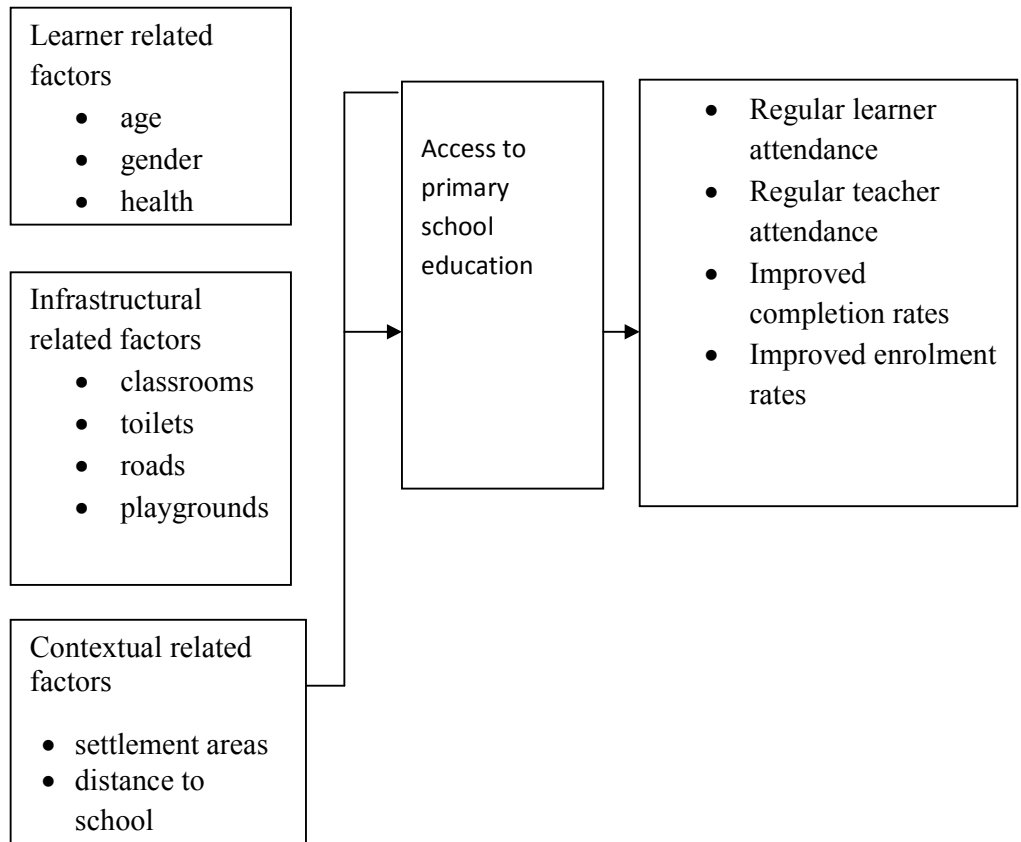 Learner related
factors
• age
• gender
• health
Infrastructural
related factors
• classrooms
• toilets
• roads
• playgrounds
Contextual related
factors
• settlement areas
• distance to
school
Access to
primary
school
education
• Regular learner
attendance
• Regular teacher
attendance
• Improved
completion rates
• Improved enrolment
rates